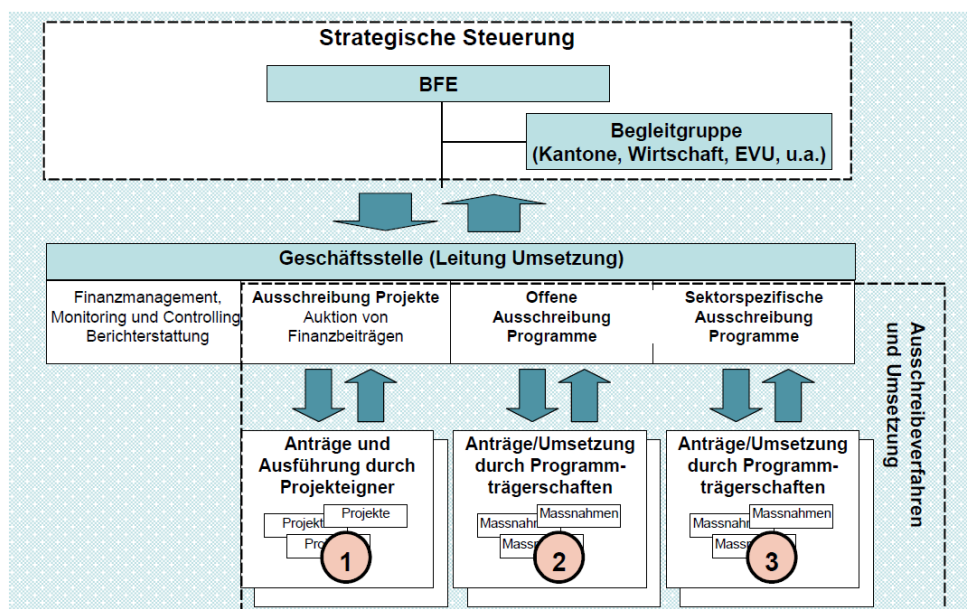 Strategische Steuerung
BFE
Begleitgruppe
(Kantone, Wirtschaft, EVU, u.a.)
Geschäftsstelle (Leitung Umsetzung)
Finanzmanagement,
Monitoring und Controlling
Berichterstattung
Ausschreibung Projekte
Auktion von
Finanzbeiträgen
Offene
Ausschreibung
Programme
Sektorspezifische
Ausschreibung
Programme
Ausschreibeverfahren
und Umsetzung
Anträge und
Ausführung durch
Projekteigner
Projekte
1
Anträge/Umsetzung
durch Programm-
trägerschaften
Massnahmen
2
Anträge/Umsetzung
durch Programm-
trägerschaften
Massnahmen
3